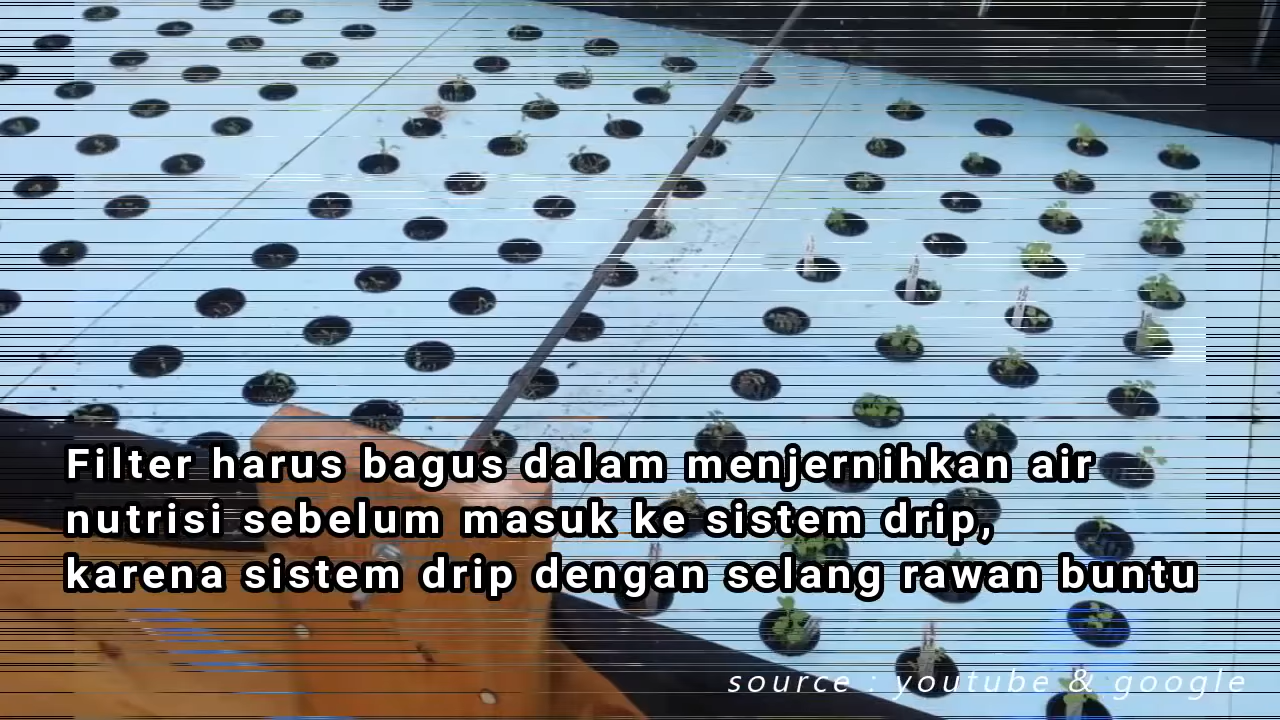 Filter harus bagus dalam menjernihkan air
nutrisi sebelum masuk ke sistem drip,
karena sistem drip dengan selang rawan buntu
source : youtube & google